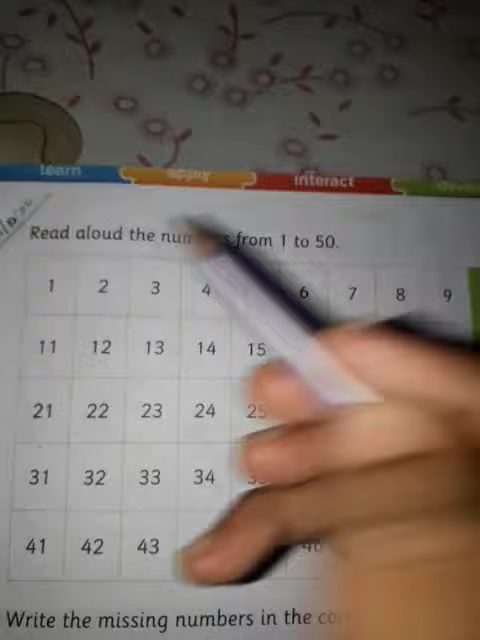 learn apply interact
Read aloud the from 1 to 50.
1 2 3 4 6 7 8 9
11 12 13 14 15
21 22 23 24 25
31 32 33 34
41 42 43
Write the missing numbers in the